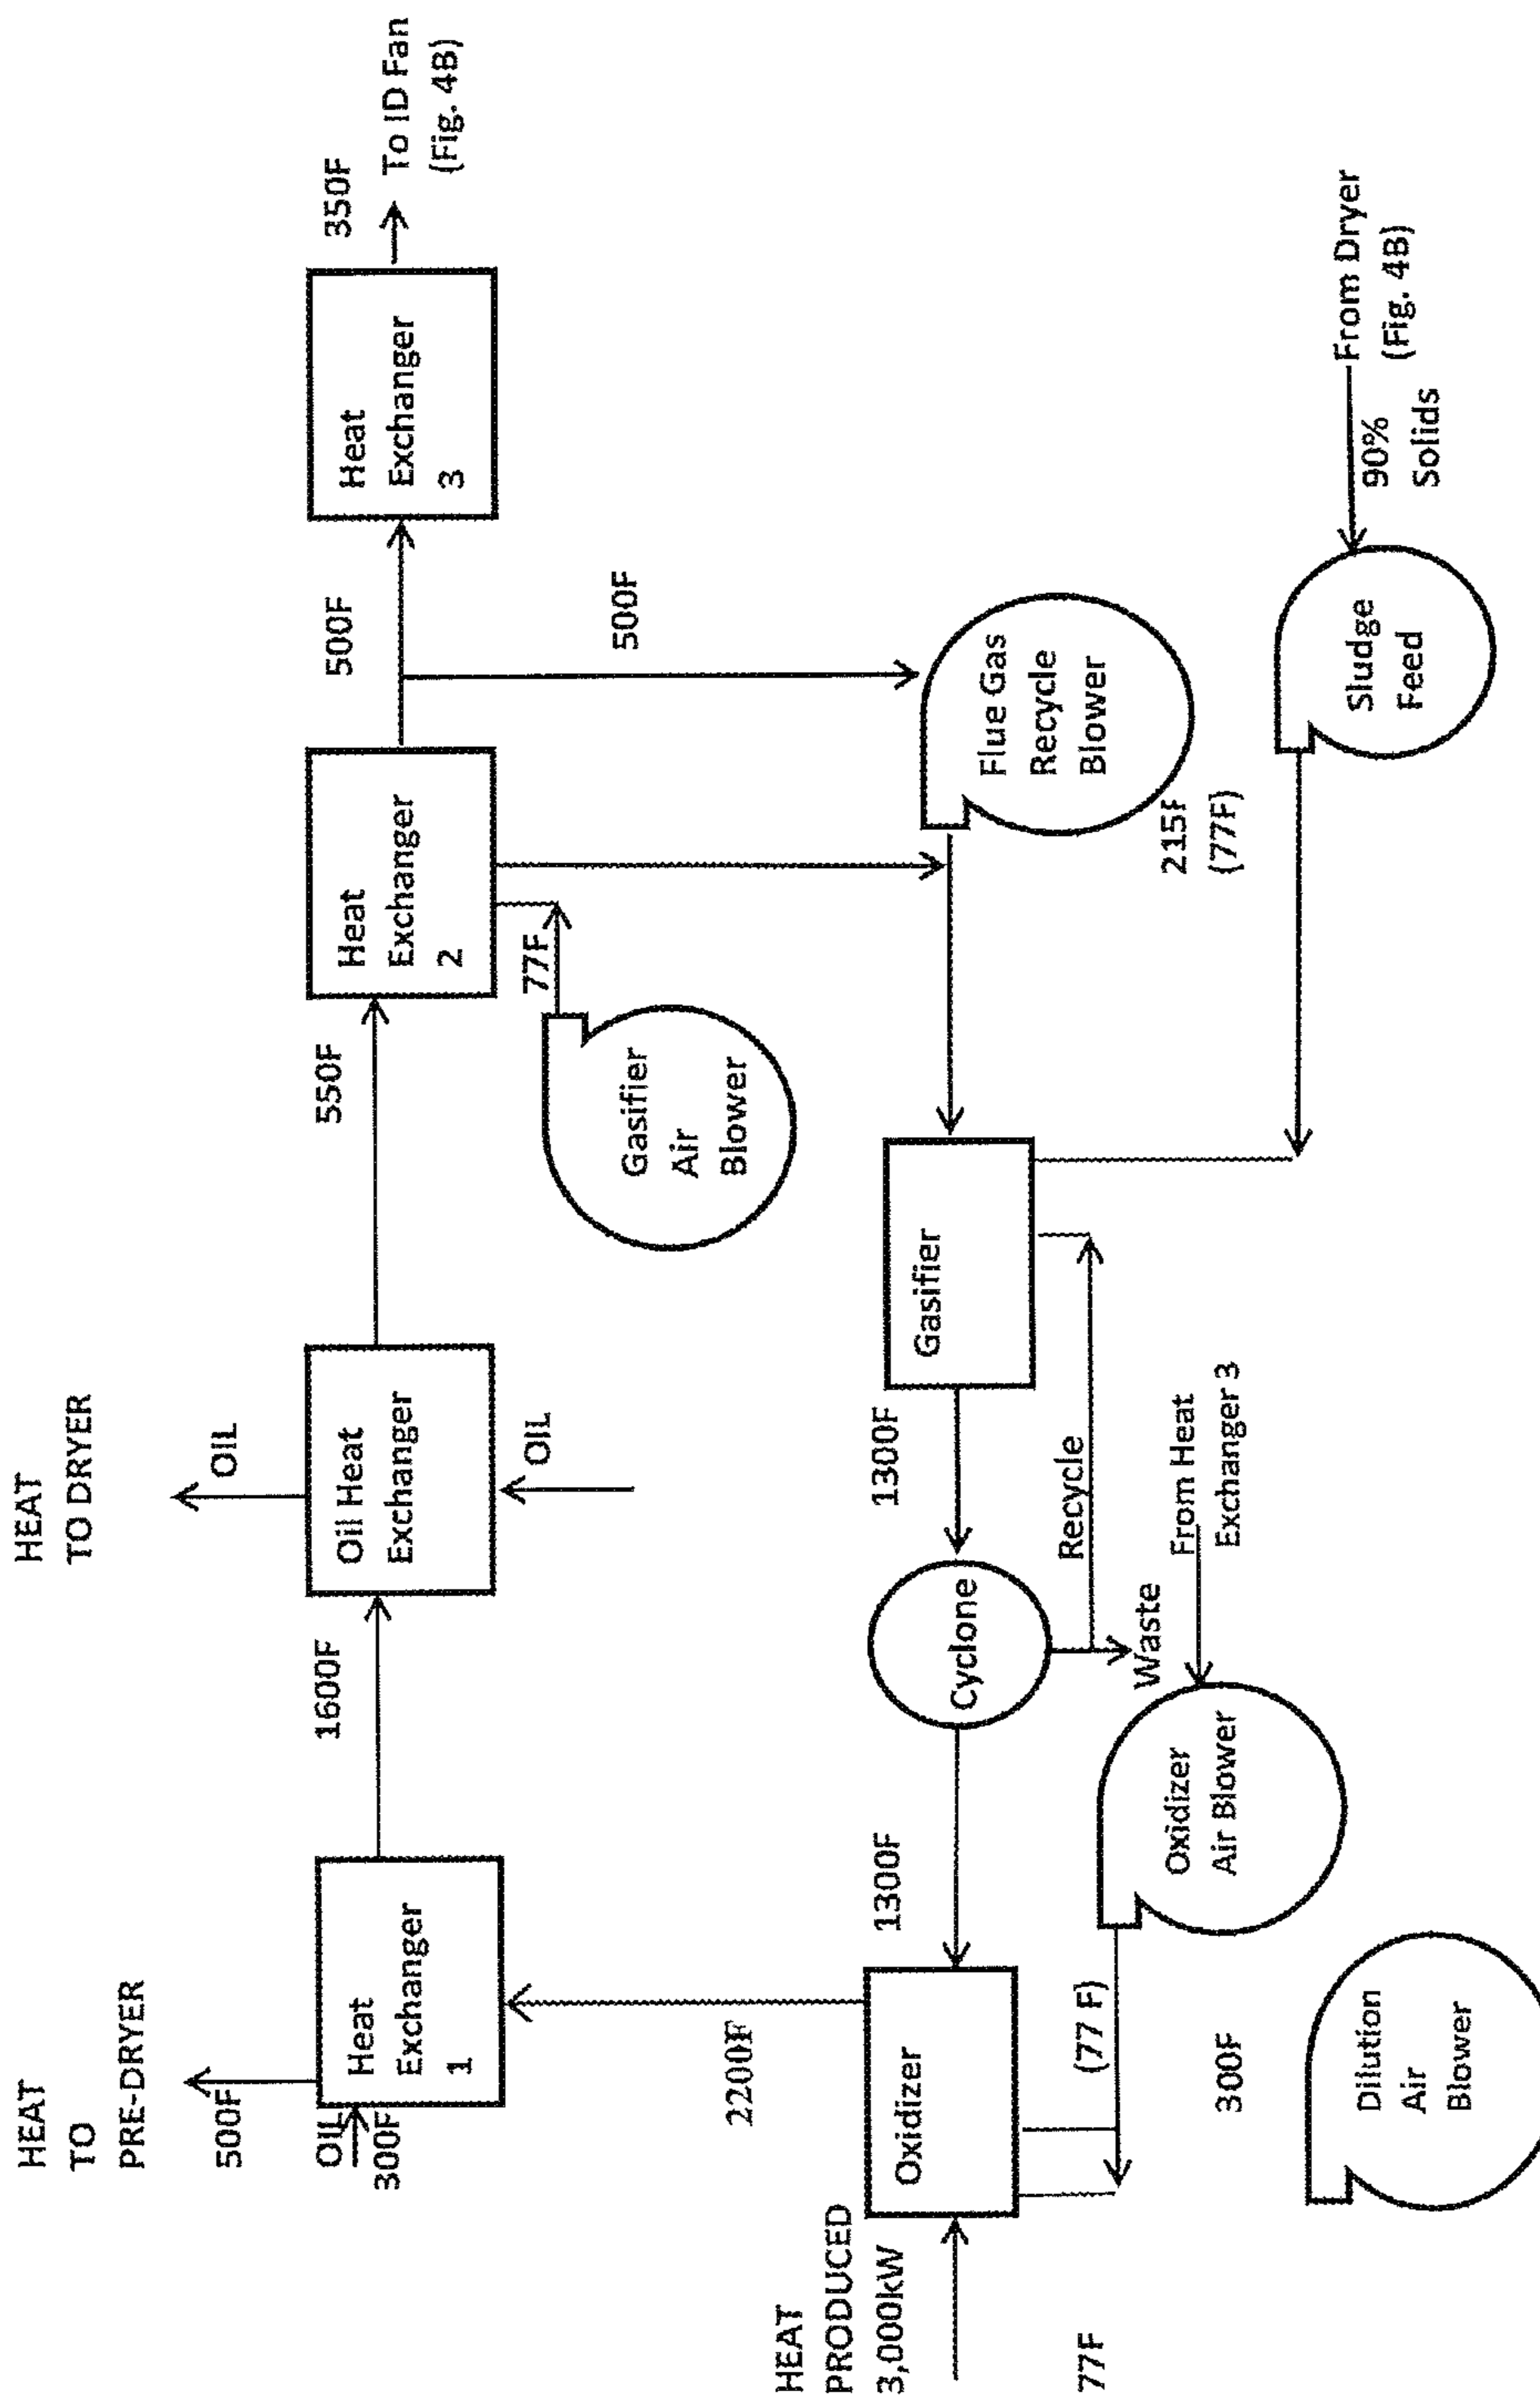 HEAT
TO
PRE-DRYER
500F
OIL
300F
Heat
Exchanger
1
1600F
HEAT
TO DRYER
OIL
Oil Heat
Exchanger
OIL
550F
Heat
Exchanger
2
500F
Heat
Exchanger
3
350F
To ID Fan
(Fig. 4B)
77F
Gasifier
Air
Blower
500F
Flue Gas
Recycle
Blower
215F
(77F)
2200F
HEAT
PRODUCED
3,000kW
77F
Oxidizer
1300F
Cyclone
1300F
Gasifier
Recycle
Waste
From Heat
Exchanger 3
(77 F)
Oxidizer
Air Blower
300F
Dilution
Air
Blower
Sludge
Feed
From Dryer
(Fig. 4B)
90%
Solids